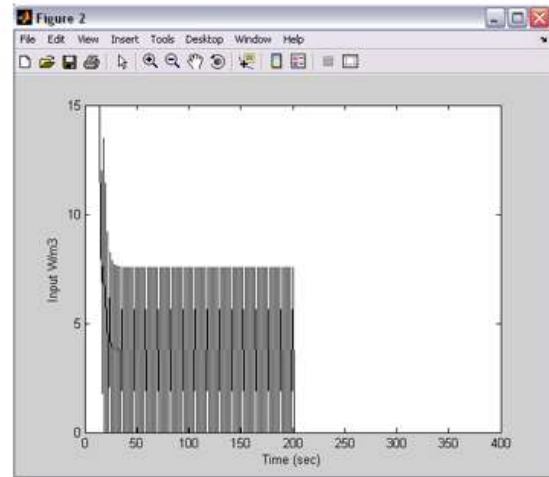 Figure 2
File Edit View Insert Tools Desktop Window Help
15
10
5
0
Input W/m3
0 50 100 150 200 250 300 350 400
Time (sec)